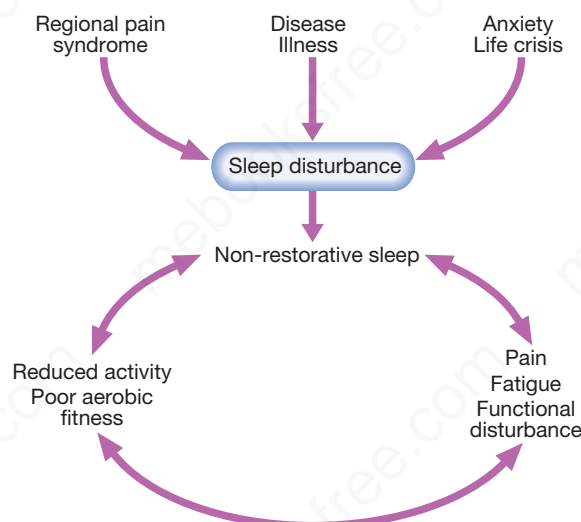 Regional pain
syndrome
Disease
Illness
Anxiety
Life crisis
Sleep disturbance
Non-restorative sleep
Reduced activity
Poor aerobic
fitness
Pain
Fatigue
Functional
disturbance